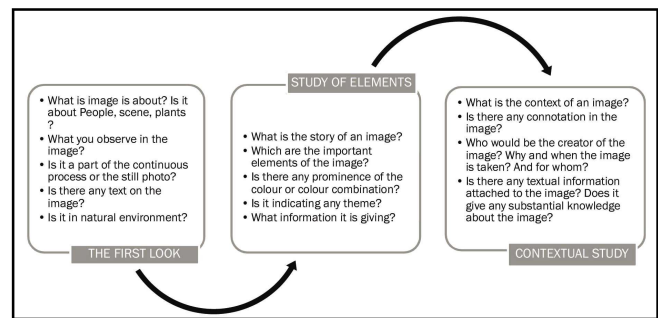 • What is image is about? Is it
about People, scene, plants
?
• What you observe in the
image?
• Is it a part of the continuous
process or the still photo?
• Is there any text on the
image?
• Is it in natural environment?
THE FIRST LOOK
STUDY OF ELEMENTS
• What is the story of an image?
• Which are the important
elements of the image?
• Is there any prominence of the
colour or colour combination?
• Is it indicating any theme?
• What information it is giving?
• What is the context of an image?
• Is there any connotation in the
image?
• Who would be the creator of the
image? Why and when the image
is taken? And for whom?
• Is there any textual information
attached to the image? Does it
give any substantial knowledge
about the image?
CONTEXTUAL STUDY